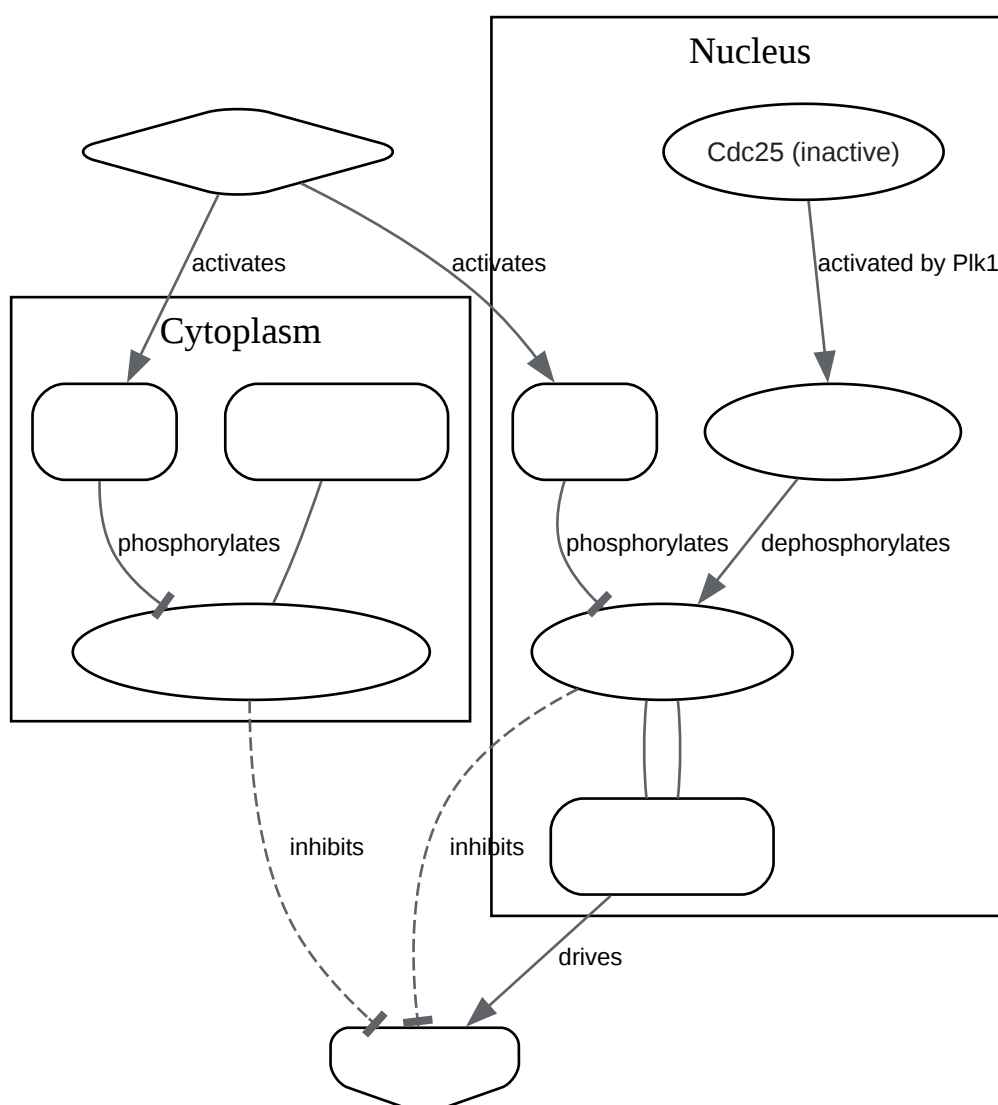 Nucleus
Cdc25 (inactive)
activates
activates
activated by Plk1
Cytoplasm
phosphorylates
phosphorylates
dephosphorylates
inhibits
inhibits
drives